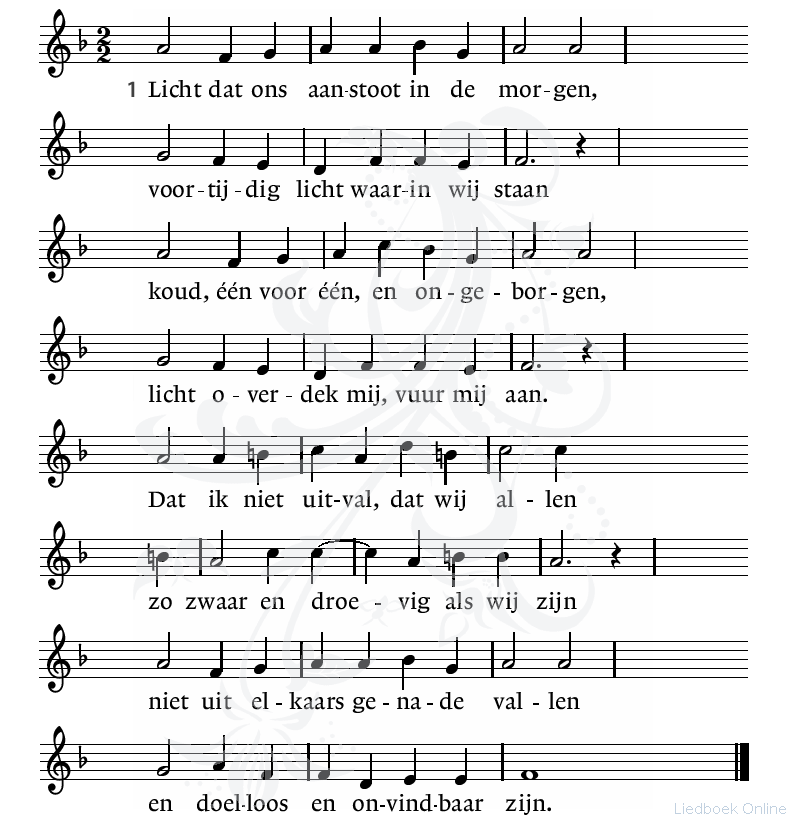 1 Licht dat ons aan-stoot in de mor-gen,
voor-tij-dig licht waar-in wij staan
koud, één voor één, en on-ge-bor-gen,
licht o-ver-dek mij, vuur mij aan.
Dat ik niet uit-val, dat wij al-len
zo zwaar en droe-vig als wij zijn
niet uit el-kaars ge-na-de val-len
en doel-loos en on-vind-baar zijn.
Liedboek Online